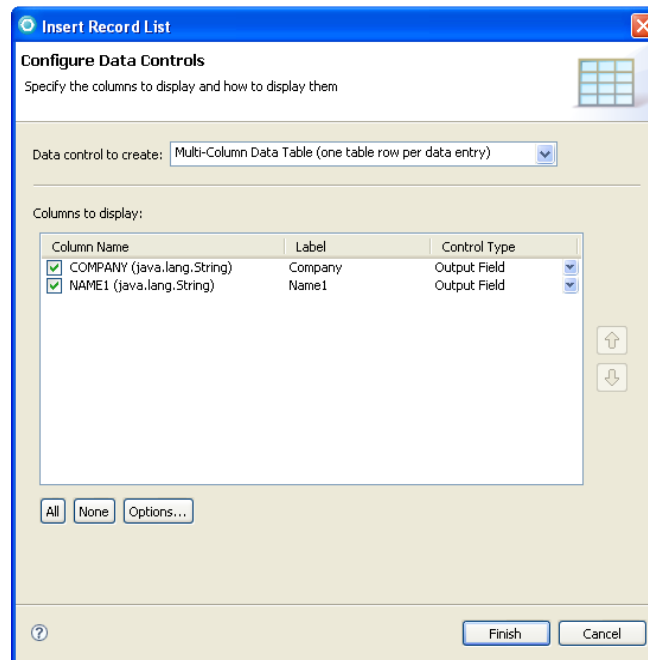 Insert Record List
Configure Data Controls
Specify the columns to display and how to display them
Data control to create: Multi-Column Data Table (one table row per data entry)
Columns to display:
Column Name Label Control Type
COMPANY (java.lang.String) Company Output Field
NAME1 (java.lang.String) Name1 Output Field
All None Options...
? Finish Cancel